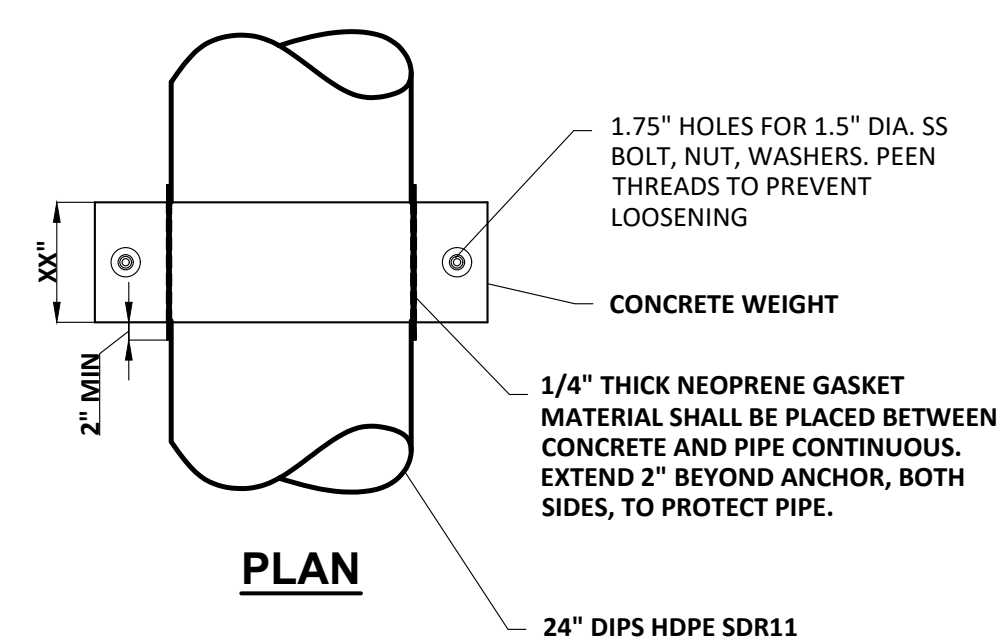 1.75" HOLES FOR 1.5" DIA. SS
BOLT, NUT, WASHERS. PEEN
THREADS TO PREVENT
LOOSENING
XX"
CONCRETE WEIGHT
2" MIN
1/4" THICK NEOPRENE GASKET
MATERIAL SHALL BE PLACED BETWEEN
CONCRETE AND PIPE CONTINUOUS.
EXTEND 2" BEYOND ANCHOR, BOTH
SIDES, TO PROTECT PIPE.
PLAN
24" DIPS HDPE SDR11